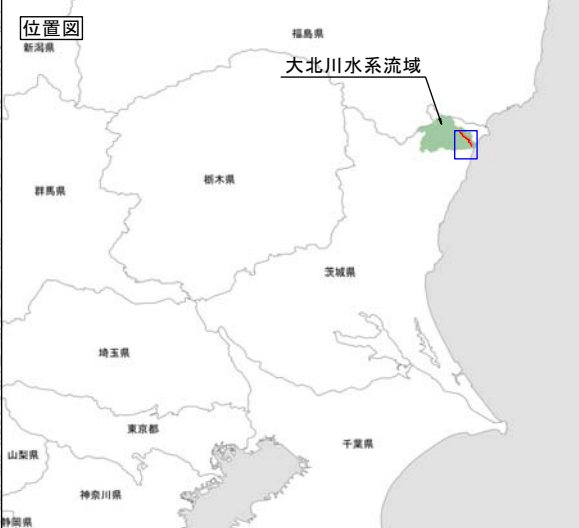 位置図
新潟県
福島県
大北川水系流域
群馬県
栃木県
茨城県
埼玉県
東京都
千葉県
山梨県
神奈川県
静岡県